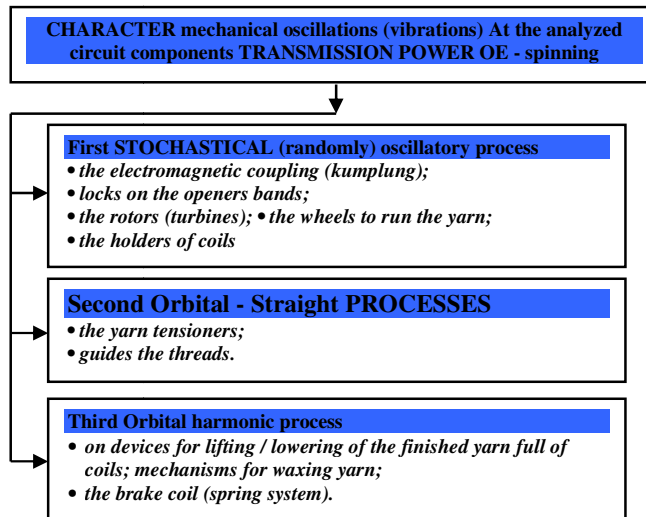 CHARACTER mechanical oscillations (vibrations) At the analyzed
circuit components TRANSMISSION POWER OE - spinning
First STOCHASTICAL (randomly) oscillatory process
• the electromagnetic coupling (kumplung);
• locks on the openers bands;
• the rotors (turbines); • the wheels to run the yarn;
• the holders of coils
Second Orbital - Straight PROCESSES
• the yarn tensioners;
• guides the threads.
Third Orbital harmonic process
• on devices for lifting / lowering of the finished yarn full of
coils; mechanisms for waxing yarn;
• the brake coil (spring system).